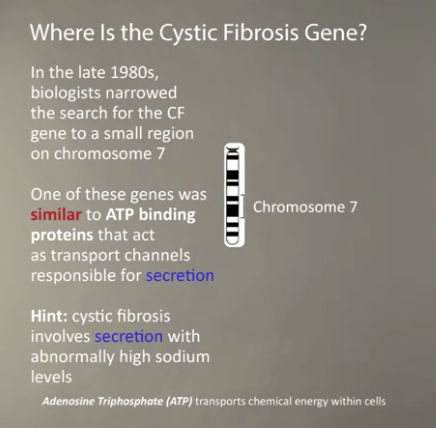 Where Is the Cystic Fibrosis Gene?
In the late 1980s,
biologists narrowed
the search for the CF
gene to a small region
on chromosome 7
One of these genes was
similar to ATP binding
proteins that act
as transport channels
responsible for secretion
Chromosome 7
Hint: cystic fibrosis
involves secretion with
abnormally high sodium
levels
Adenosine Triphosphate (ATP) transports chemical energy within cells